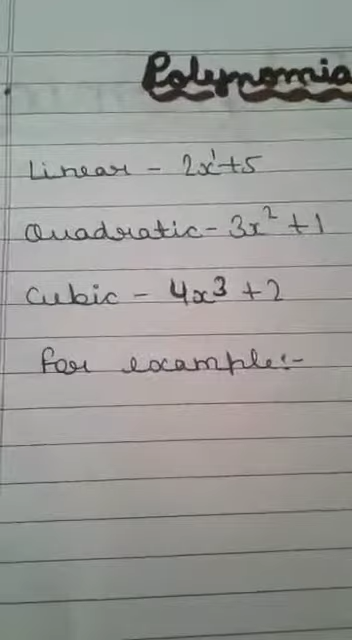 Polynomia
Linear - 2x¹+5
Quadratic - 3x² + 1
Cubic - 4x³ + 2
For example:-